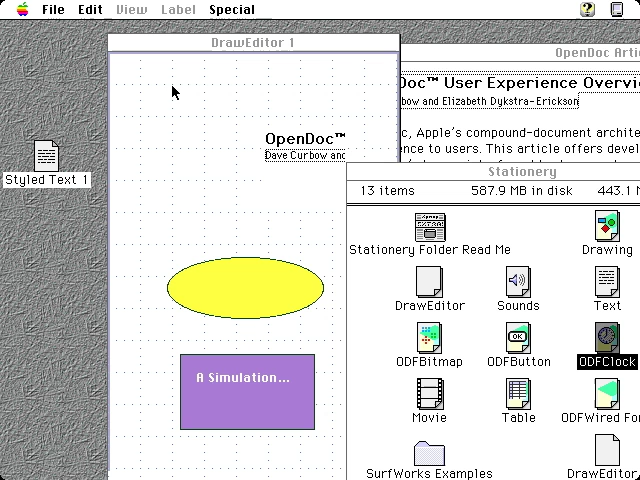 File Edit View Label Special
DrawEditor 1
OpenDoc Artic
Doc™ User Experience Overvi
bow and Elizabeth Dykstra-Erickson
OpenDoc™
Dave Curbow and
c, Apple's compound-document archite
ence to users. This article offers devel
Styled Text 1
Stationery
13 items 587.9 MB in disk 443.1 M
Stationery Folder Read Me Drawing
DrawEditor Sounds Text
ODFBitmap ODFButton OK ODFClock
A Simulation...
Movie Table ODFWired For
SurfWorks Examples DrawEditor